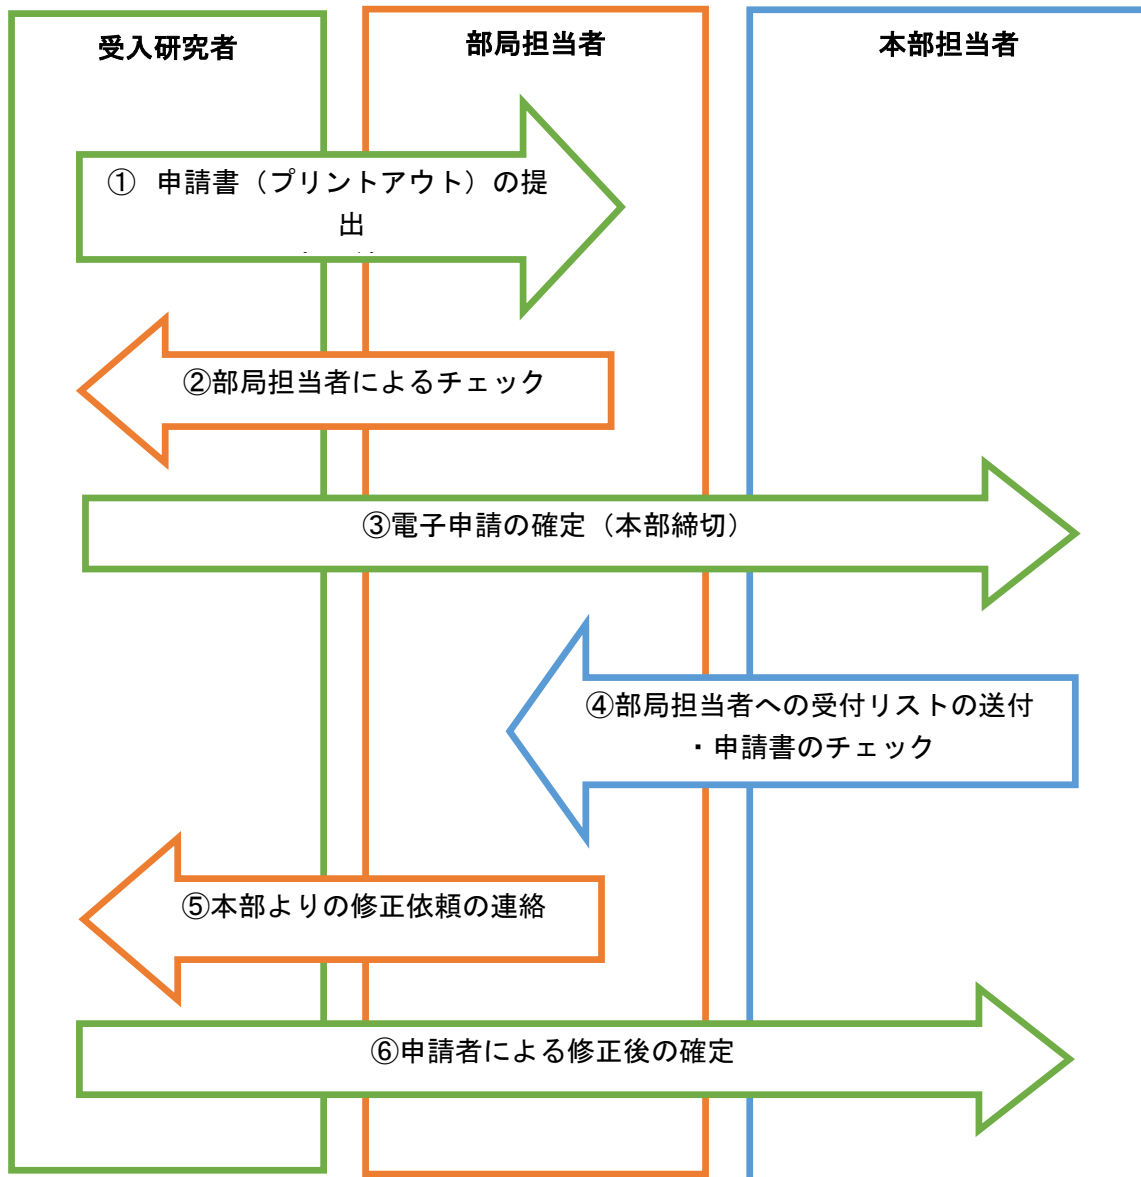 受入研究者
部局担当者
本部担当者
① 申請書（プリントアウト）の提
出
②部局担当者によるチェック
③電子申請の確定（本部締切）
④部局担当者への受付リストの送付
・申請書のチェック
⑤本部よりの修正依頼の連絡
⑥申請者による修正後の確定